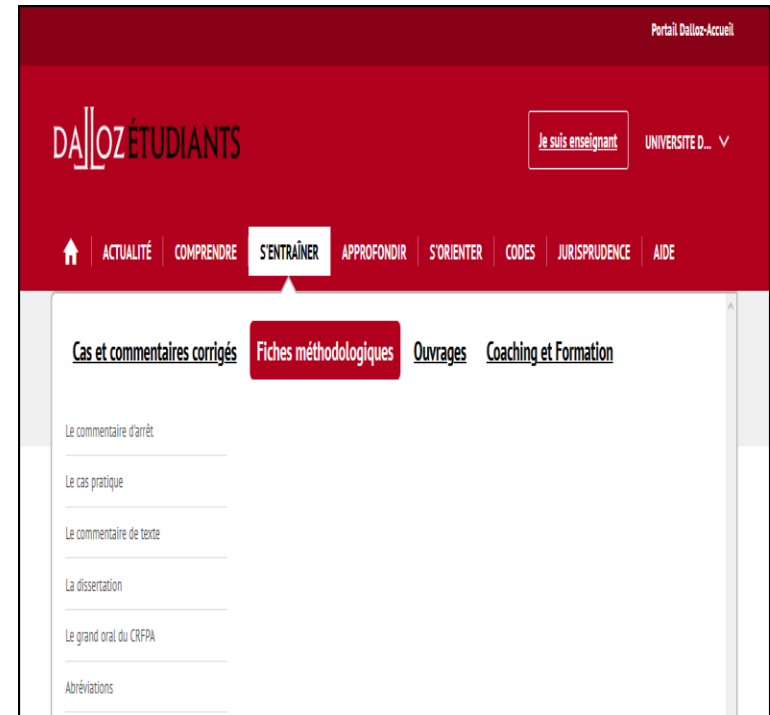 Portail Dalloz-Accueil
DALLOZ ÉTUDIANTS
Je suis enseignant
UNIVERSITE D...
ACTUALITÉ
COMPRENDRE
S'ENTRAÎNER
APPROFONDIR
S'ORIENTER
CODES
JURISPRUDENCE
AIDE
Cas et commentaires corrigés
Fiches méthodologiques
Ouvrages
Coaching et Formation
Le commentaire d'arrêt
Le cas pratique
Le commentaire de texte
La dissertation
Le grand oral du CRFPA
Abréviations